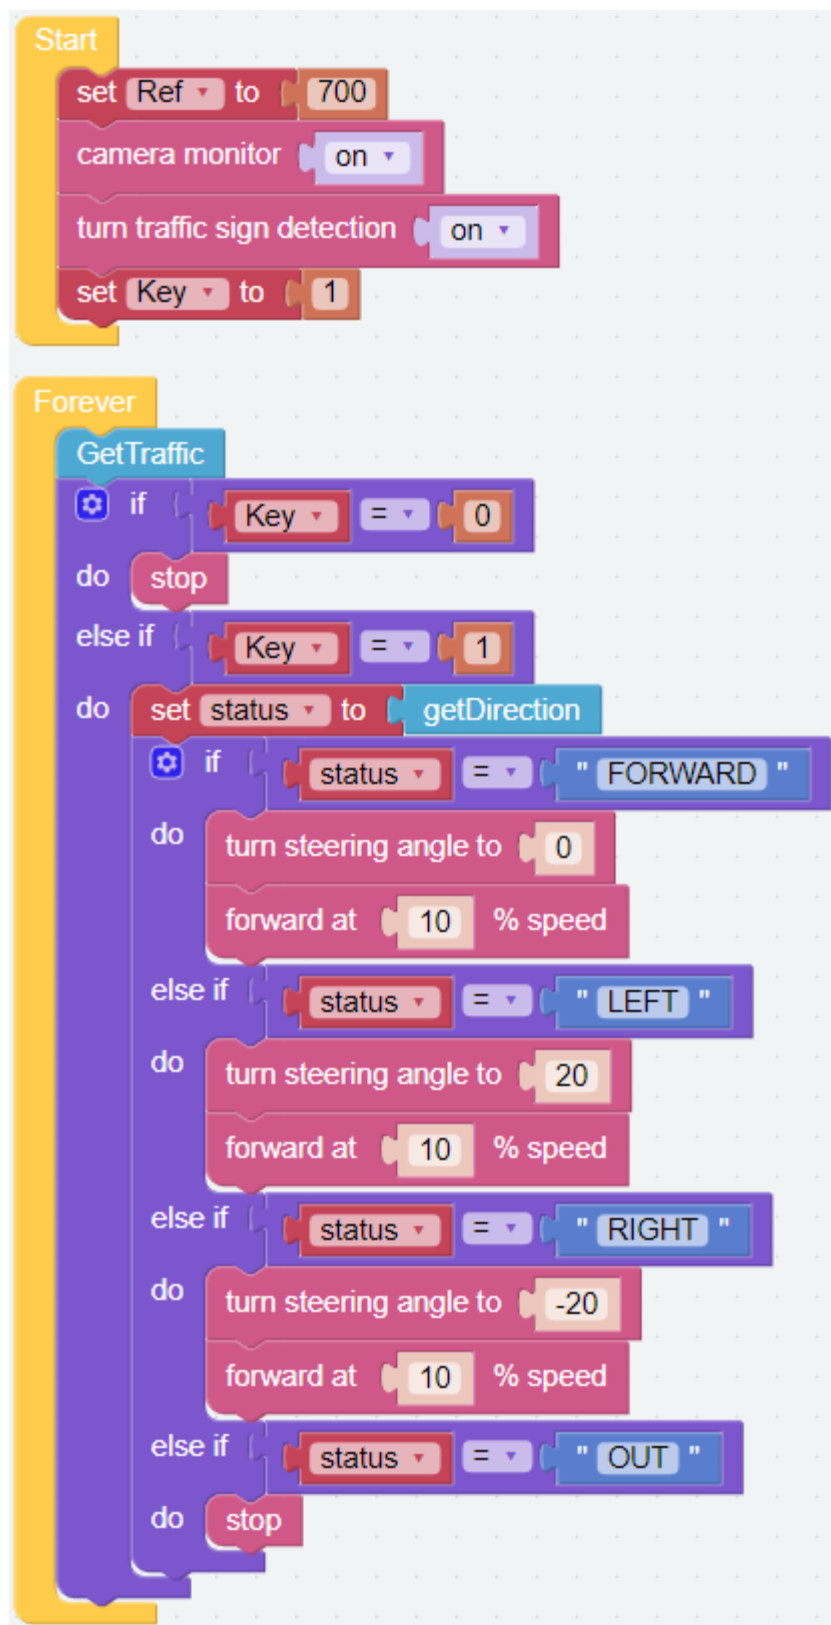 Start
set Ref to 700
camera monitor on
turn traffic sign detection on
set Key to 1
Forever
GetTraffic
if Key = 0
do stop
else if Key = 1
do set status to getDirection
if status = " FORWARD "
do turn steering angle to 0
forward at 10 % speed
else if status = " LEFT "
do turn steering angle to 20
forward at 10 % speed
else if status = " RIGHT "
do turn steering angle to -20
forward at 10 % speed
else if status = " OUT "
do stop